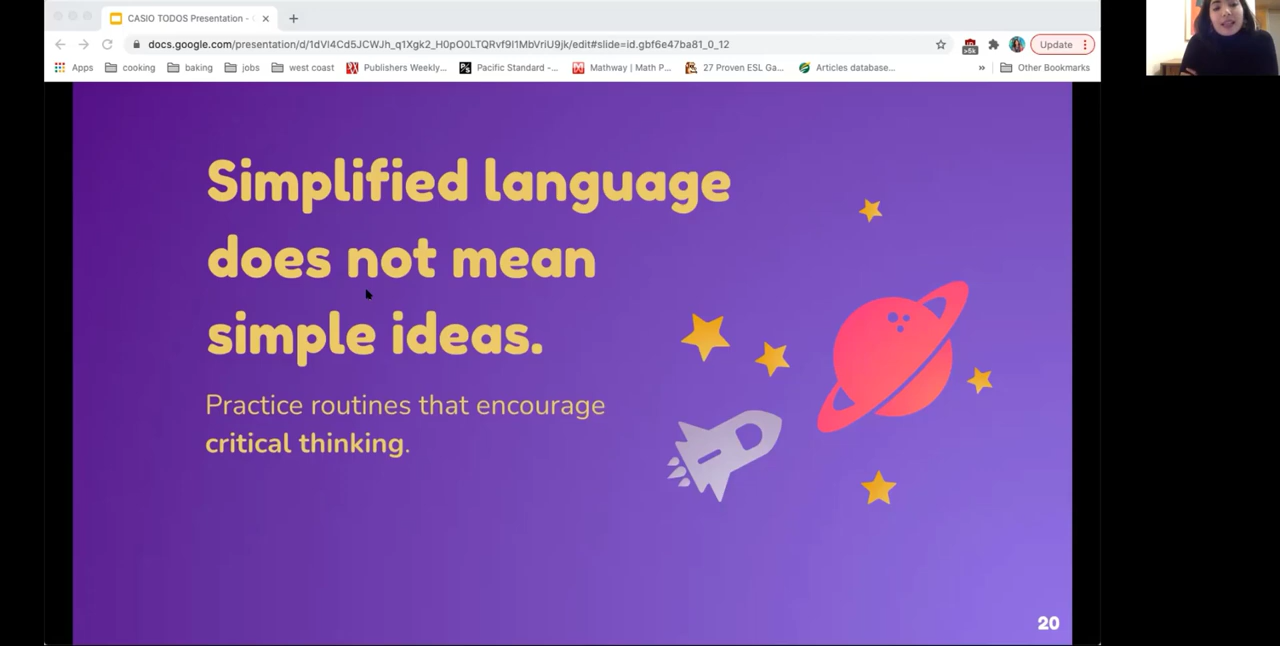 CASIO TODOS Presentation -
docs.google.com/presentation/d/1dVl4Cd5JCWJh_q1Xgk2_H0pO0LTQRvf9I1MbVriU9jk/edit#slide=id.gbf6e47ba81_0_12
Update
Apps cooking baking jobs west coast Publishers Weekly... Pacific Standard -... Mathway | Math P... 27 Proven ESL Ga... Articles database... » Other Bookmarks
Simplified language
does not mean
simple ideas.
Practice routines that encourage
critical thinking.
20